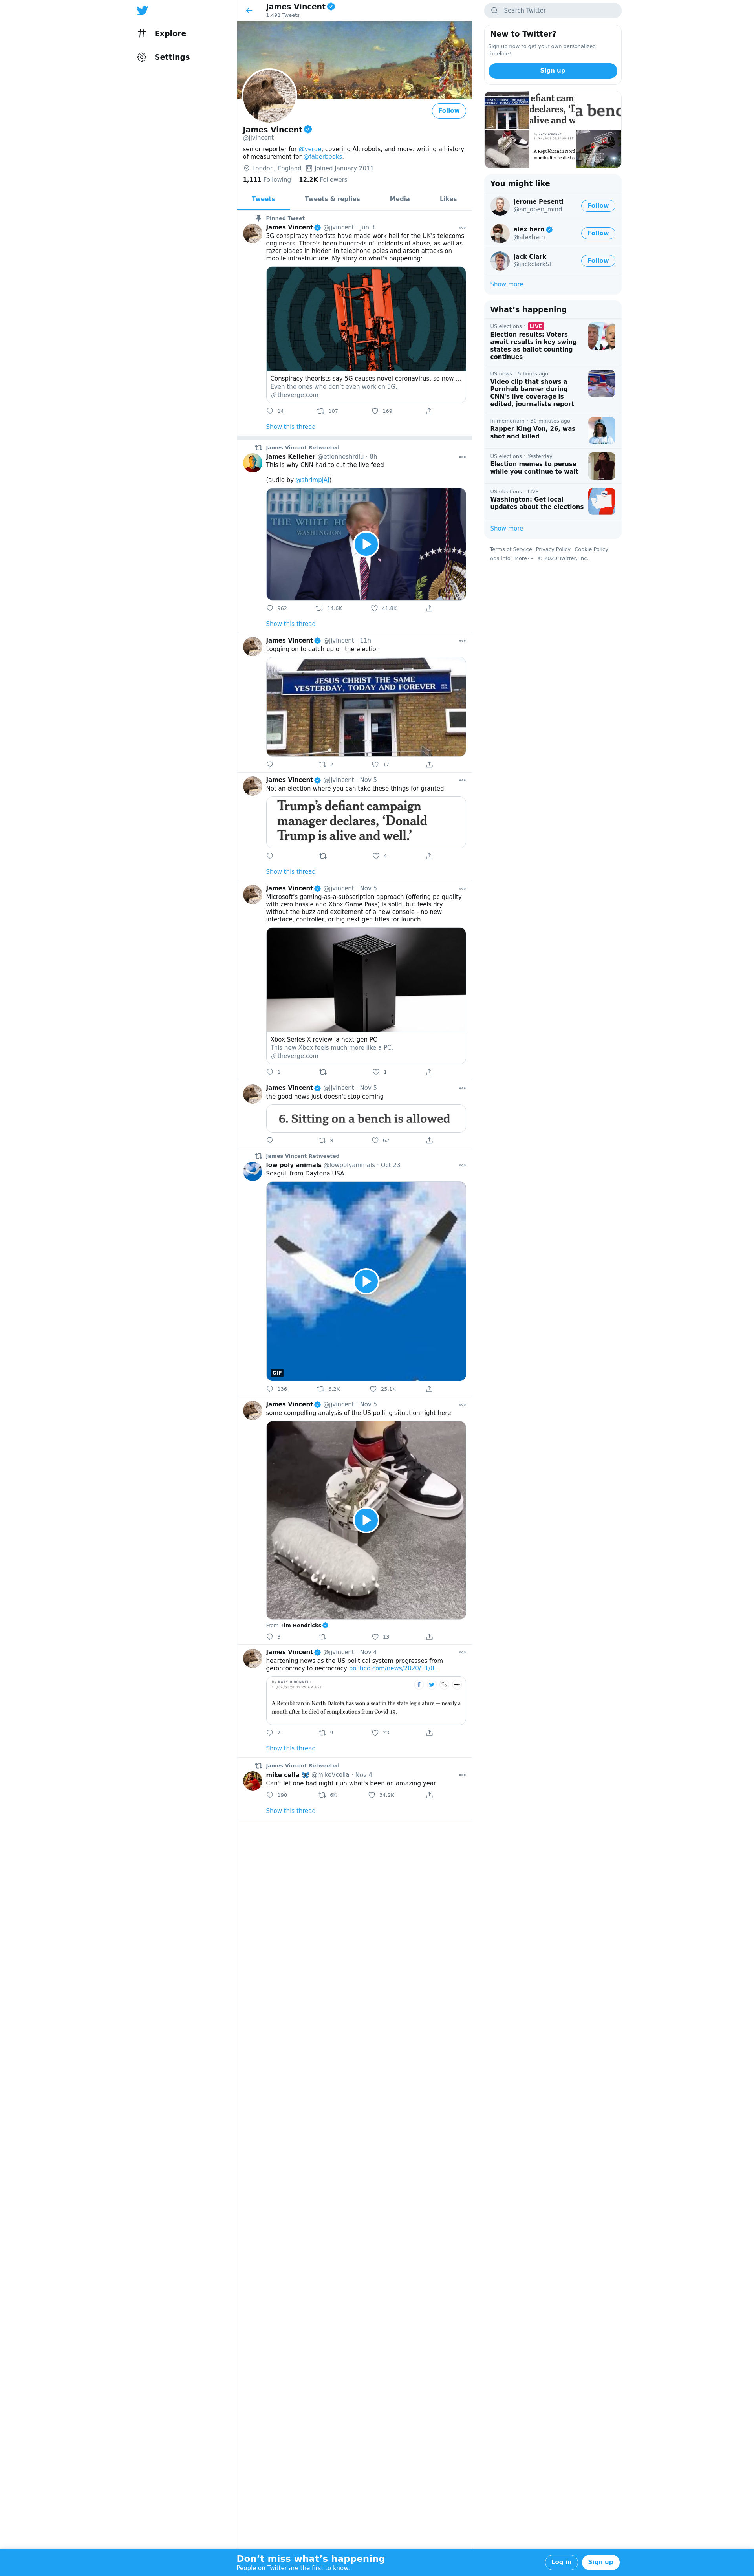 Explore
Settings
James Vincent
1,491 Tweets
Follow
James Vincent
@jjvincent
senior reporter for @verge, covering AI, robots, and more. writing a history
of measurement for @faberbooks.
London, England Joined January 2011
1,111 Following 12.2K Followers
Tweets Tweets & replies Media Likes
Pinned Tweet
James Vincent @jjvincent · Jun 3
5G conspiracy theorists have made work hell for the UK's telecoms
engineers. There's been hundreds of incidents of abuse, as well as
razor blades in hidden in telephone poles and arson attacks on
mobile infrastructure. My story on what's happening:
Conspiracy theorists say 5G causes novel coronavirus, so now ...
Even the ones who don't even work on 5G.
theverge.com
14 107 169
Show this thread
James Vincent Retweeted
James Kelleher @etienneshrdlu · 8h
This is why CNN had to cut the live feed
(audio by @shrimpJAJ)
THE WHITE HOUSE
WASHINGTON
962 14.6K 41.8K
Show this thread
James Vincent @jjvincent · 11h
Logging on to catch up on the election
JESUS CHRIST THE SAME
YESTERDAY, TODAY AND FOREVER
2 17
James Vincent @jjvincent · Nov 5
Not an election where you can take these things for granted
Trump's defiant campaign
manager declares, 'Donald
Trump is alive and well.'
4
Show this thread
James Vincent @jjvincent · Nov 5
Microsoft's gaming-as-a-subscription approach (offering pc quality
with zero hassle and Xbox Game Pass) is solid, but feels dry
without the buzz and excitement of a new console - no new
interface, controller, or big next gen titles for launch.
Xbox Series X review: a next-gen PC
This new Xbox feels much more like a PC.
theverge.com
1 1
James Vincent @jjvincent · Nov 5
the good news just doesn't stop coming
6. Sitting on a bench is allowed
8 62
James Vincent Retweeted
low poly animals @lowpolyanimals · Oct 23
Seagull from Daytona USA
GIF
136 6.2K 25.1K
James Vincent @jjvincent · Nov 5
some compelling analysis of the US polling situation right here:
From Tim Hendricks
3 13
James Vincent @jjvincent · Nov 4
heartening news as the US political system progresses from
gerontocracy to necrocracy politico.com/news/2020/11/0...
By KATY O'DONNELL
A Republican in North Dakota has won a seat in the state legislature — nearly a
month after he died of complications from Covid-19.
2 9 23
Show this thread
James Vincent Retweeted
mike cella @mikeVcella · Nov 4
Can't let one bad night ruin what's been an amazing year
190 6K 34.2K
Show this thread
Search Twitter
New to Twitter?
Sign up now to get your own personalized
timeline!
Sign up
efiant camp
declares, 'D
alive and w
a benc
By KATY O'DONNELL
A Republican in Nort
month after he died o
You might like
Jerome Pesenti
@an_open_mind
Follow
alex hern
@alexhern
Follow
Jack Clark
@jackclarkSF
Follow
Show more
What's happening
US elections · LIVE
Election results: Voters
await results in key swing
states as ballot counting
continues
US news · 5 hours ago
Video clip that shows a
Pornhub banner during
CNN's live coverage is
edited, journalists report
In memoriam · 30 minutes ago
Rapper King Von, 26, was
shot and killed
US elections · Yesterday
Election memes to peruse
while you continue to wait
US elections · LIVE
Washington: Get local
updates about the elections
Show more
Terms of Service Privacy Policy Cookie Policy
Ads info More © 2020 Twitter, Inc.
Don't miss what's happening
People on Twitter are the first to know.
Log in Sign up